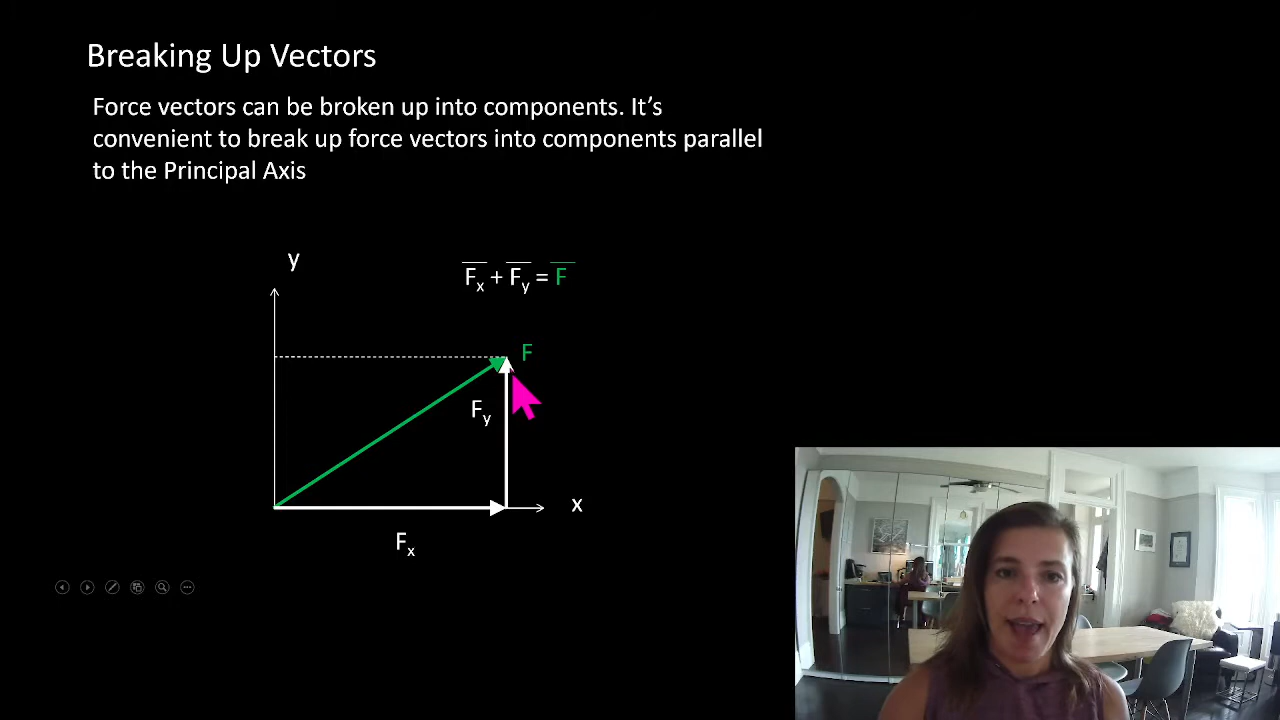 Breaking Up Vectors
Force vectors can be broken up into components. It’s
convenient to break up force vectors into components parallel
to the Principal Axis
y
Fx + Fy = F
F
Fy
x
Fx